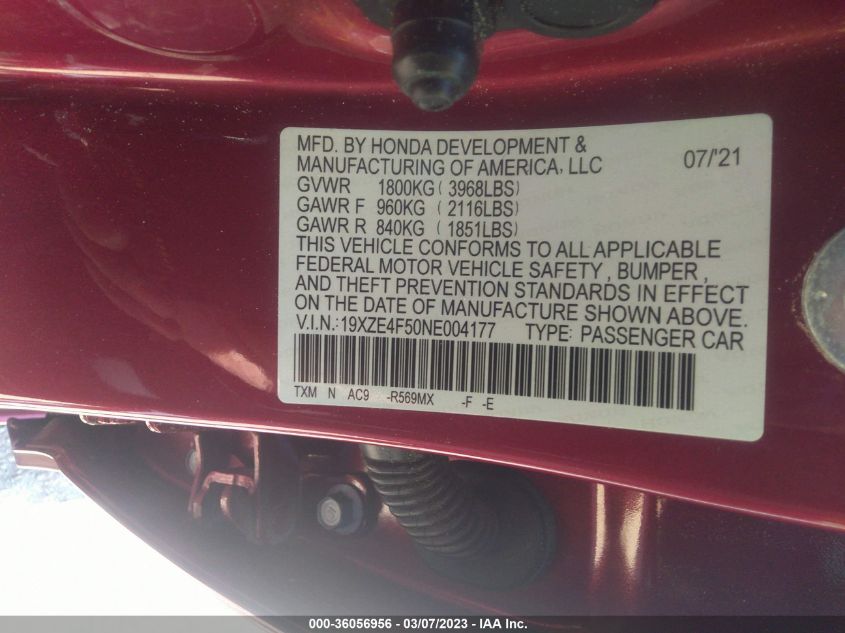 MFD. BY HONDA DEVELOPMENT &
MANUFACTURING OF AMERICA, LLC 07/'21
GVWR 1800KG ( 3968LBS)
GAWR F 960KG ( 2116LBS)
GAWR R 840KG ( 1851LBS)
THIS VEHICLE CONFORMS TO ALL APPLICABLE
FEDERAL MOTOR VEHICLE SAFETY, BUMPER,
AND THEFT PREVENTION STANDARDS IN EFFECT
ON THE DATE OF MANUFACTURE SHOWN ABOVE.
V.I.N.:19XZE4F50NE004177 TYPE: PASSENGER CAR
TXM N AC9 -R569MX -F -E
000-36056956 - 03/07/2023 - IAA Inc.